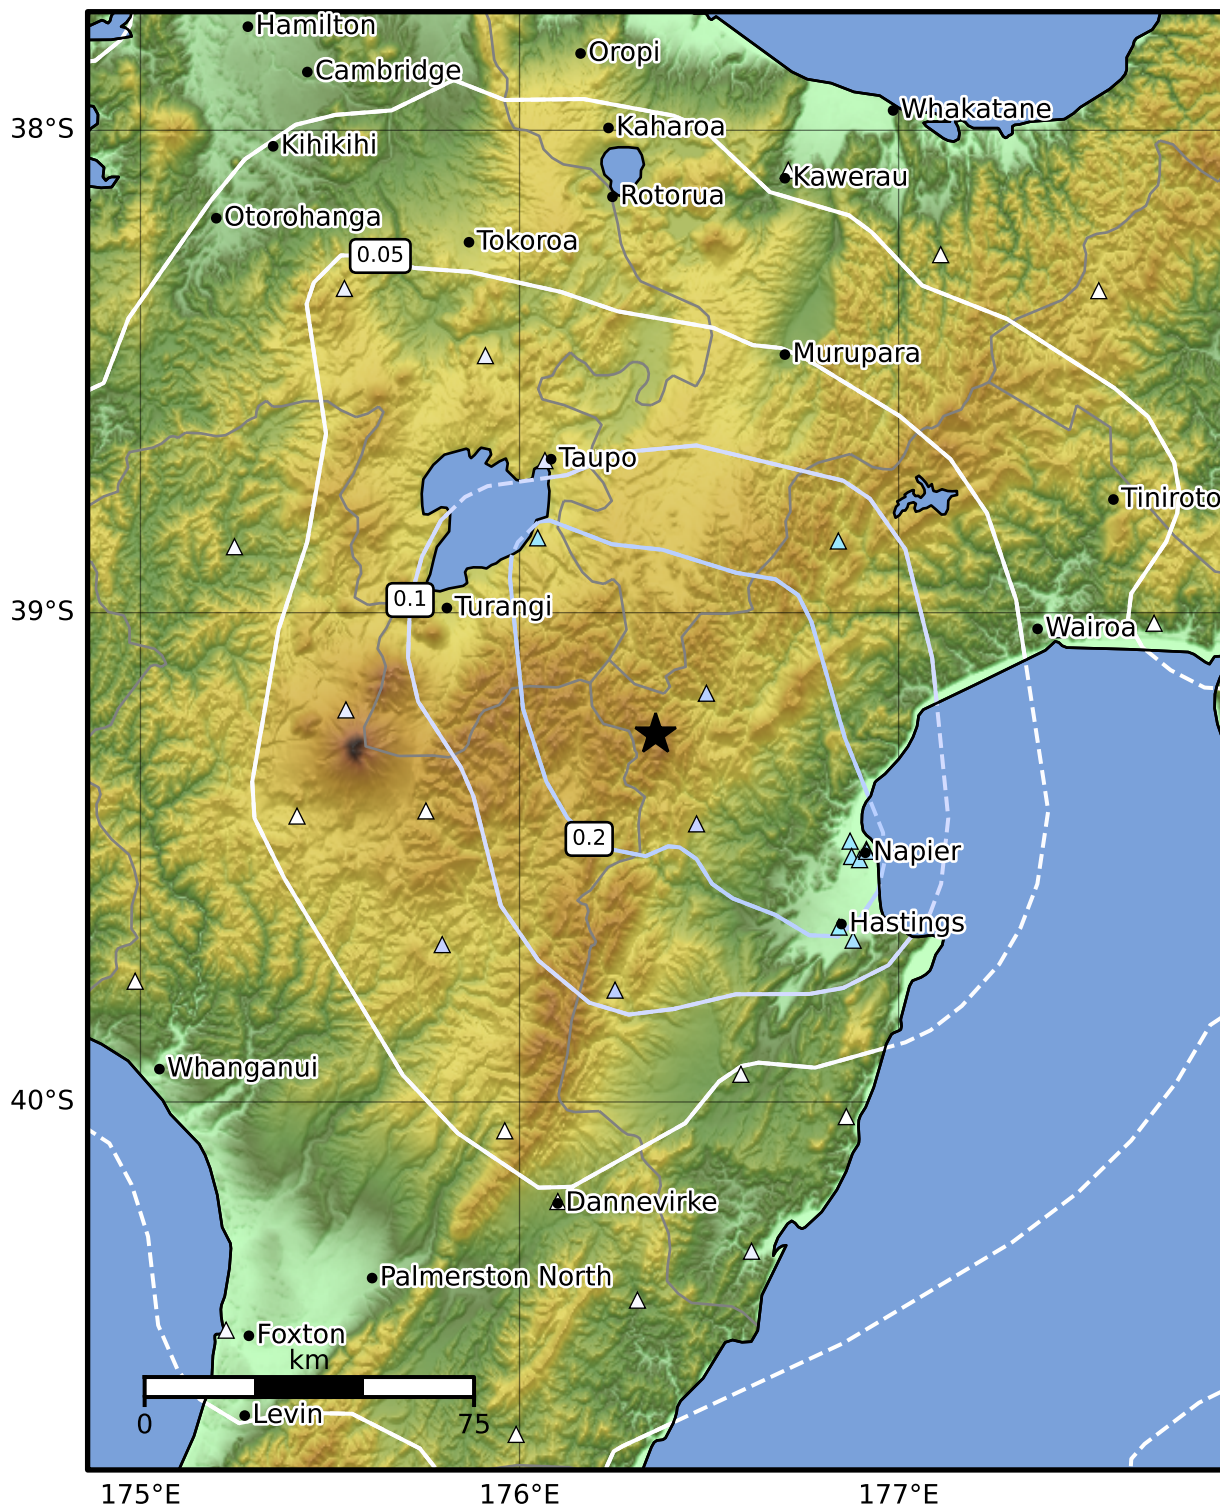 Hamilton
Oropi
Cambridge
Whakatane
38°S
Kaharoa
Kihikihi
Kawerau
Rotorua
Otorohanga
Tokoroa
0.05
Murupara
Taupo
Tiniroto
0.1
Turangi
39°S
Wairoa
0.2
Napier
Hastings
Whanganui
40°S
Dannevirke
Palmerston North
Foxton
km
Levin
0 75
175°E 176°E 177°E